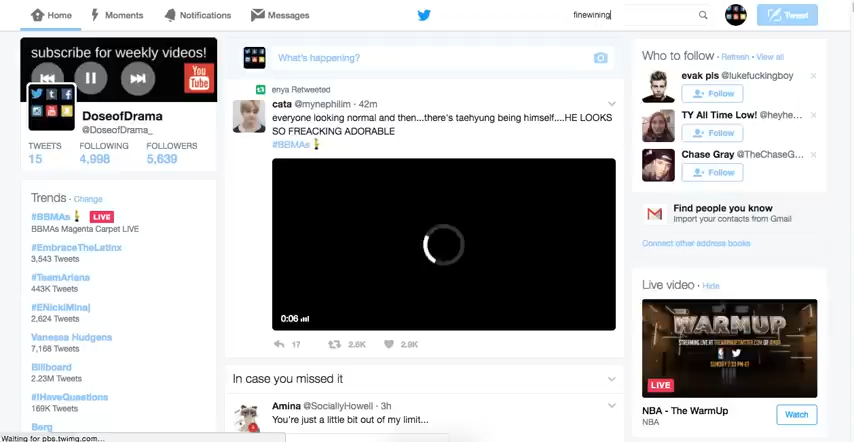 Home
Moments
Notifications
Messages
finewining
Tweet
subscribe for weekly videos!
You
Tube
DoseofDrama
@DoseofDrama_
TWEETS FOLLOWING FOLLOWERS
15 4,998 5,639
Trends · Change
#BBMAs LIVE
BBMAs Magenta Carpet LIVE
#EmbraceTheLatinx
3,543 Tweets
#TeamAriana
443K Tweets
#ENickiMinaj
2,624 Tweets
Vanessa Hudgens
7,168 Tweets
Billboard
2.23M Tweets
#IHaveQuestions
169K Tweets
Berg
Waiting for pbs.twimg.com...
What's happening?
enya Retweeted
cata @mynephilim · 42m
everyone looking normal and then...there's taehyung being himself....HE LOOKS
SO FREACKING ADORABLE
#BBMAs
0:06
17 2.6K 2.9K
In case you missed it
Amina @SociallyHowell · 3h
You're just a little bit out of my limit...
Who to follow · Refresh · View all
evak pls @lukefuckingboy
Follow
TY All Time Low! @heyhe...
Follow
Chase Gray @TheChaseG...
Follow
Find people you know
Import your contacts from Gmail
Connect other address books
Live video · Hide
WARMUP
LIVE
NBA - The WarmUp
NBA
Watch